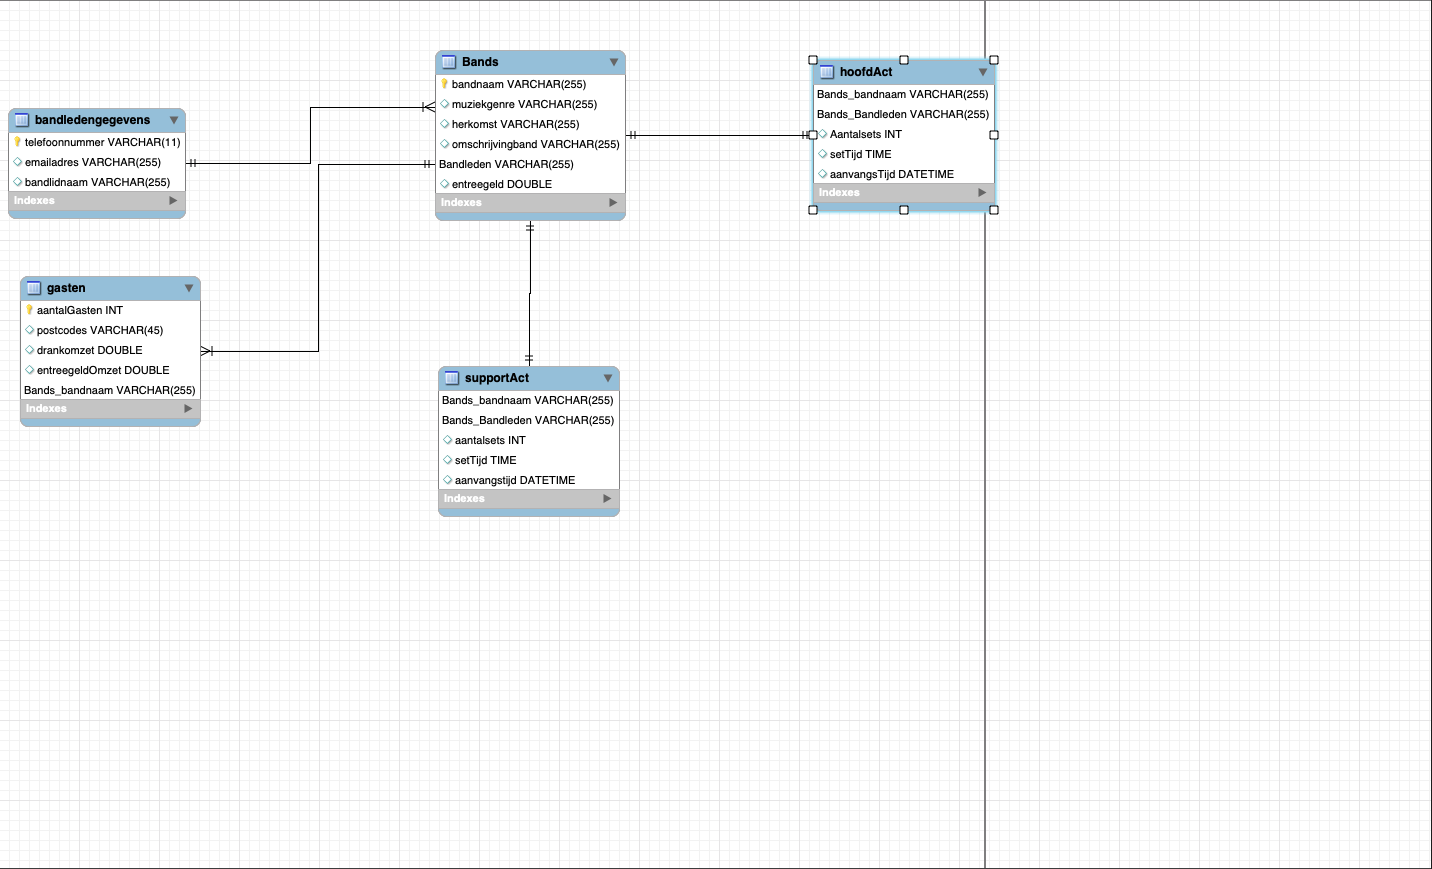 bandledengegevens
telefoonnummer VARCHAR(11)
emailadres VARCHAR(255)
bandlidnaam VARCHAR(255)
Indexes
gasten
aantalGasten INT
postcodes VARCHAR(45)
drankomzet DOUBLE
entreegeldOmzet DOUBLE
Bands_bandnaam VARCHAR(255)
Indexes
Bands
bandnaam VARCHAR(255)
muziekgenre VARCHAR(255)
herkomst VARCHAR(255)
omschrijvingband VARCHAR(255)
Bandleden VARCHAR(255)
entreegeld DOUBLE
Indexes
supportAct
Bands_bandnaam VARCHAR(255)
Bands_Bandleden VARCHAR(255)
aantalsets INT
setTijd TIME
aanvangstijd DATETIME
Indexes
hoofdAct
Bands_bandnaam VARCHAR(255)
Bands_Bandleden VARCHAR(255)
Aantalsets INT
setTijd TIME
aanvangsTijd DATETIME
Indexes